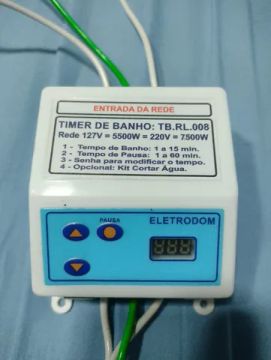 ENTRADA DA REDE
TIMER DE BANHO: TB.RL.008
Rede 127V = 5500W = 220V = 7500W
1 - Tempo de Banho: 1 a 15 min.
2 - Tempo de Pausa: 1 a 60 min.
3 - Senha para modificar o tempo.
4 - Opcional: Kit Cortar Água.
PAUSA
ELETRODOM